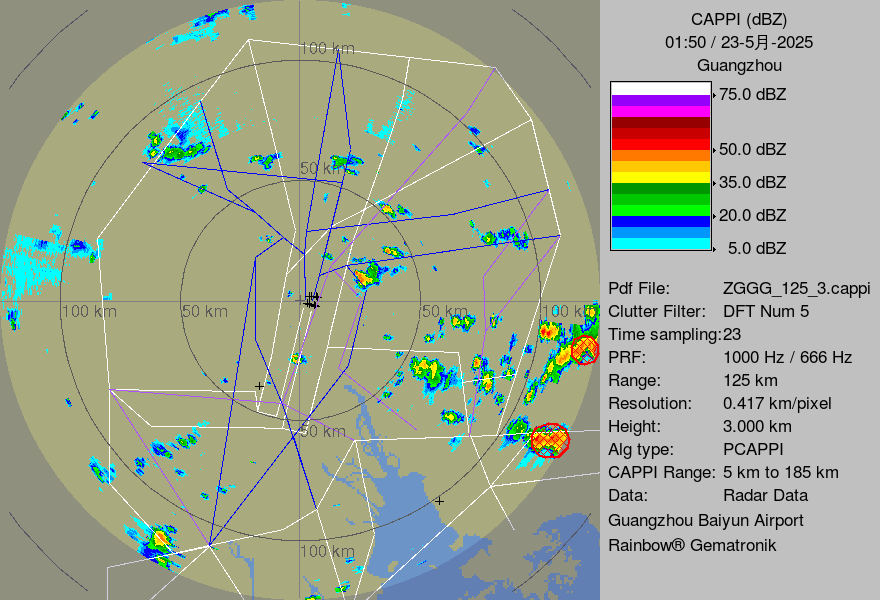 100 km
50 km
100 km
50 km
50 km
100 km
50 km
100 km
CAPPI (dBZ)
01:50 / 23-5月-2025
Guangzhou
75.0 dBZ
50.0 dBZ
35.0 dBZ
20.0 dBZ
5.0 dBZ
Pdf File: ZGGG_125_3.cappi
Clutter Filter: DFT Num 5
Time sampling: 23
PRF: 1000 Hz / 666 Hz
Range: 125 km
Resolution: 0.417 km/pixel
Height: 3.000 km
Alg type: PCAPPI
CAPPI Range: 5 km to 185 km
Data: Radar Data
Guangzhou Baiyun Airport
Rainbow® Gematronik